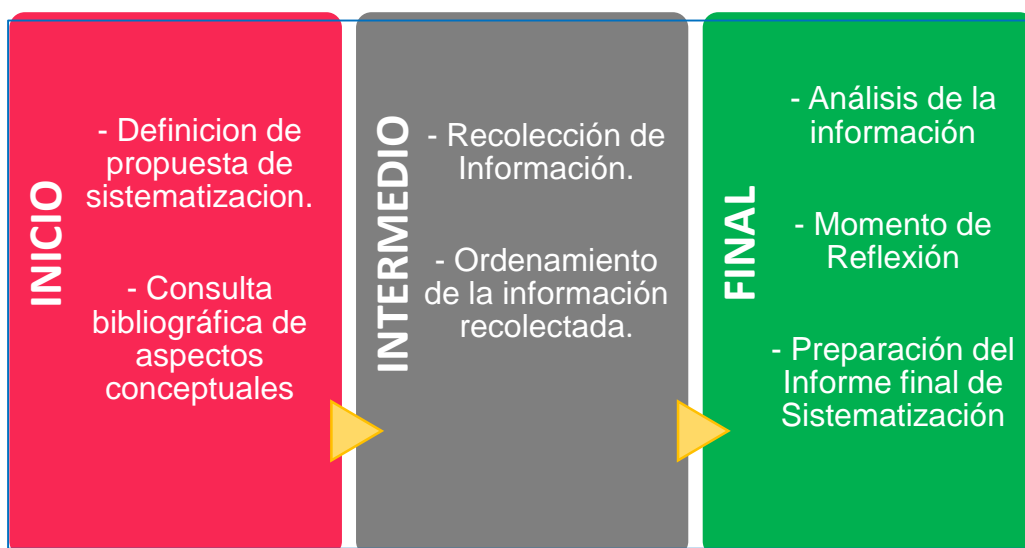 INICIO
- Definicion de
propuesta de
sistematizacion.
- Consulta
bibliográfica de
aspectos
conceptuales
INTERMEDIO
- Recolección de
Información.
- Ordenamiento
de la información
recolectada.
FINAL
- Análisis de la
información
- Momento de
Reflexión
- Preparación del
Informe final de
Sistematización